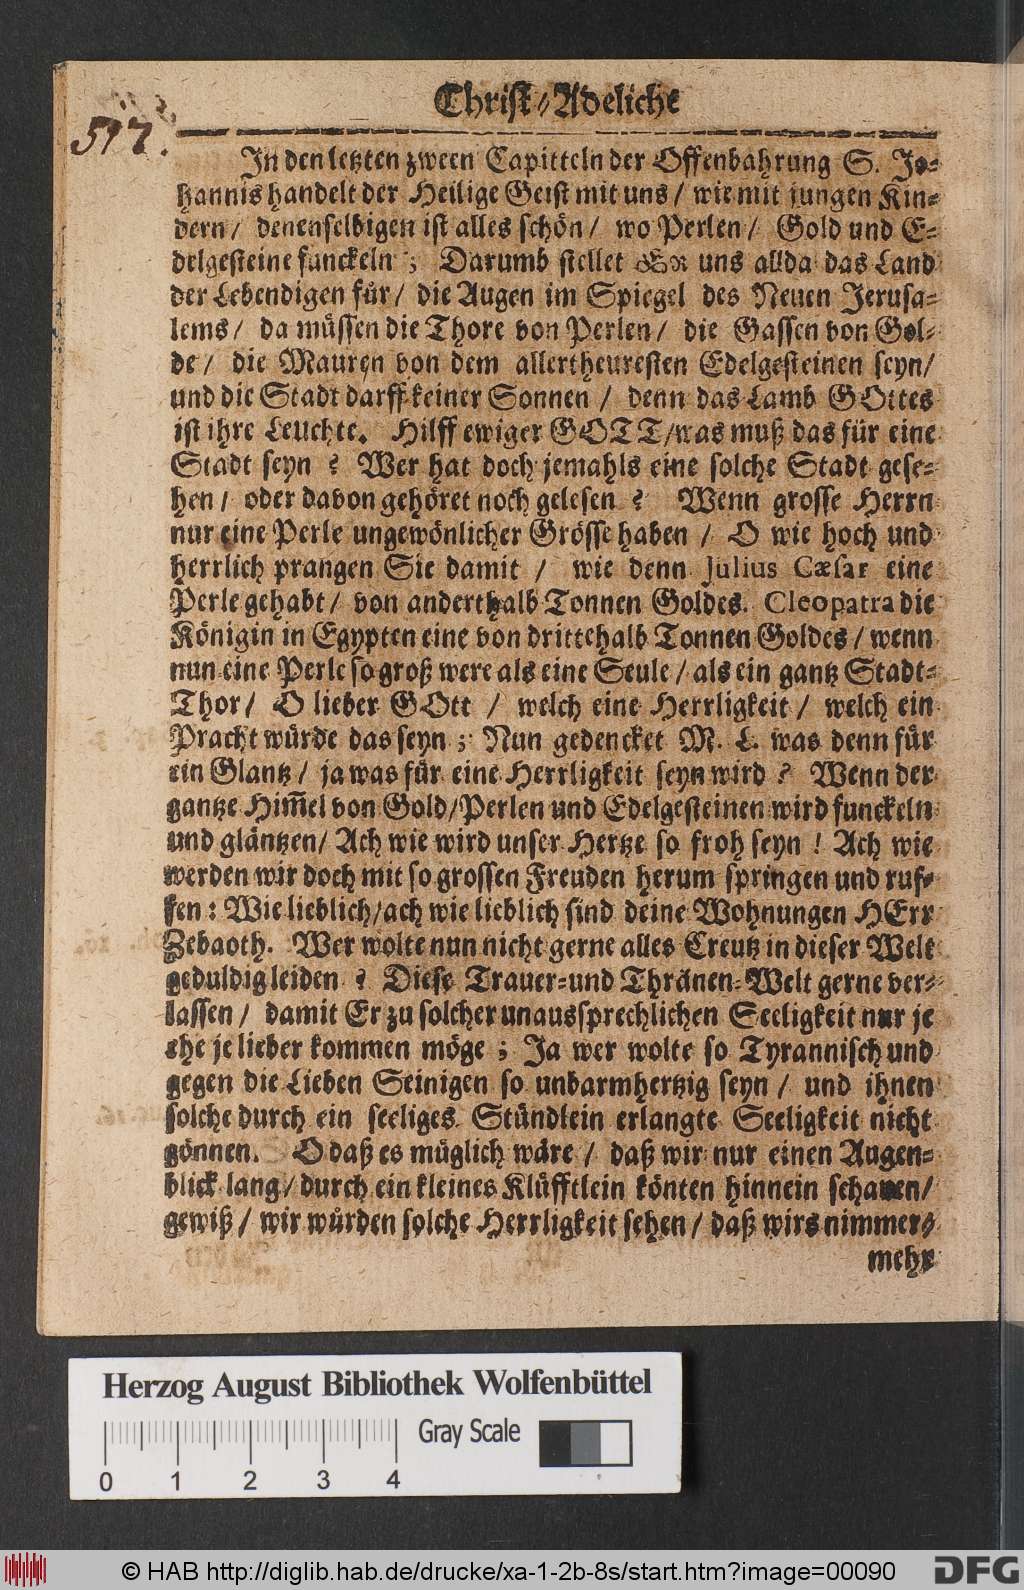 Christ-Adeliche
517.
In den letzten zween Capitteln der Offenbahrung S. Jo-
hannis handelt der Heilige Geist mit uns / wie mit jungen Kin-
dern / denenselbigen ist alles schön / wo Perlen / Gold und E-
delgesteine funckeln ; Darumb stellet ER uns allda das Land
der Lebendigen für / die Augen im Spiegel des Neuen Jerusa-
lems / da müssen die Thore von Perlen / die Gassen von Gol-
de / die Mauren von dem allertheuresten Edelgesteinen seyn /
und die Stadt darff keiner Sonnen / denn das Lamb GOttes
ist ihre Leuchte. Hilff ewiger GOTT / was muß das für eine
Stadt seyn ? Wer hat doch jemahls eine solche Stadt gese-
hen / oder davon gehöret noch gelesen ? Wenn grosse Herrn
nur eine Perle ungewönlicher Grösse haben / O wie hoch und
herrlich prangen Sie damit / wie denn Julius Cæsar eine
Perle gehabt / von anderthalb Tonnen Goldes. Cleopatra die
Königin in Egypten eine von drittehalb Tonnen Goldes / wenn
nun eine Perle so groß were als eine Seule / als ein gantz Stadt-
Thor / O lieber GOtt / welch eine Herrligkeit / welch ein
Pracht würde das seyn ; Nun gedencket M. L. was denn für
ein Glantz / ja was für eine Herrligkeit seyn wird ? Wenn der
gantze Him̃el von Gold / Perlen und Edelgesteinen wird funckeln
und gläntzen / Ach wie wird unser Hertze so froh seyn ! Ach wie
werden wir doch mit so grossen Freuden herum springen und ruf-
fen : Wie lieblich / ach wie lieblich sind deine Wohnungen HErr
Zebaoth. Wer wolte nun nicht gerne alles Creutz in dieser Welt
geduldig leiden ? Diese Trauer-und Thränen-Welt gerne ver-
lassen / damit Er zu solcher unaussprechlichen Seeligkeit nur je
ehe je lieber kommen möge ; Ja wer wolte so Tyrannisch und
gegen die Lieben Seinigen so unbarmhertzig seyn / und ihnen
solche durch ein seeliges Stündlein erlangte Seeligkeit nicht
gönnen. O daß es müglich wäre / daß wir nur einen Augen-
blick lang / durch ein kleines Klüfftlein könten hinnein schauen /
gewiß / wir würden solche Herrligkeit sehen / daß wirs nimmer-
mehr
Herzog August Bibliothek Wolfenbüttel
Gray Scale
0 1 2 3 4
© HAB http://diglib.hab.de/drucke/xa-1-2b-8s/start.htm?image=00090
DFG